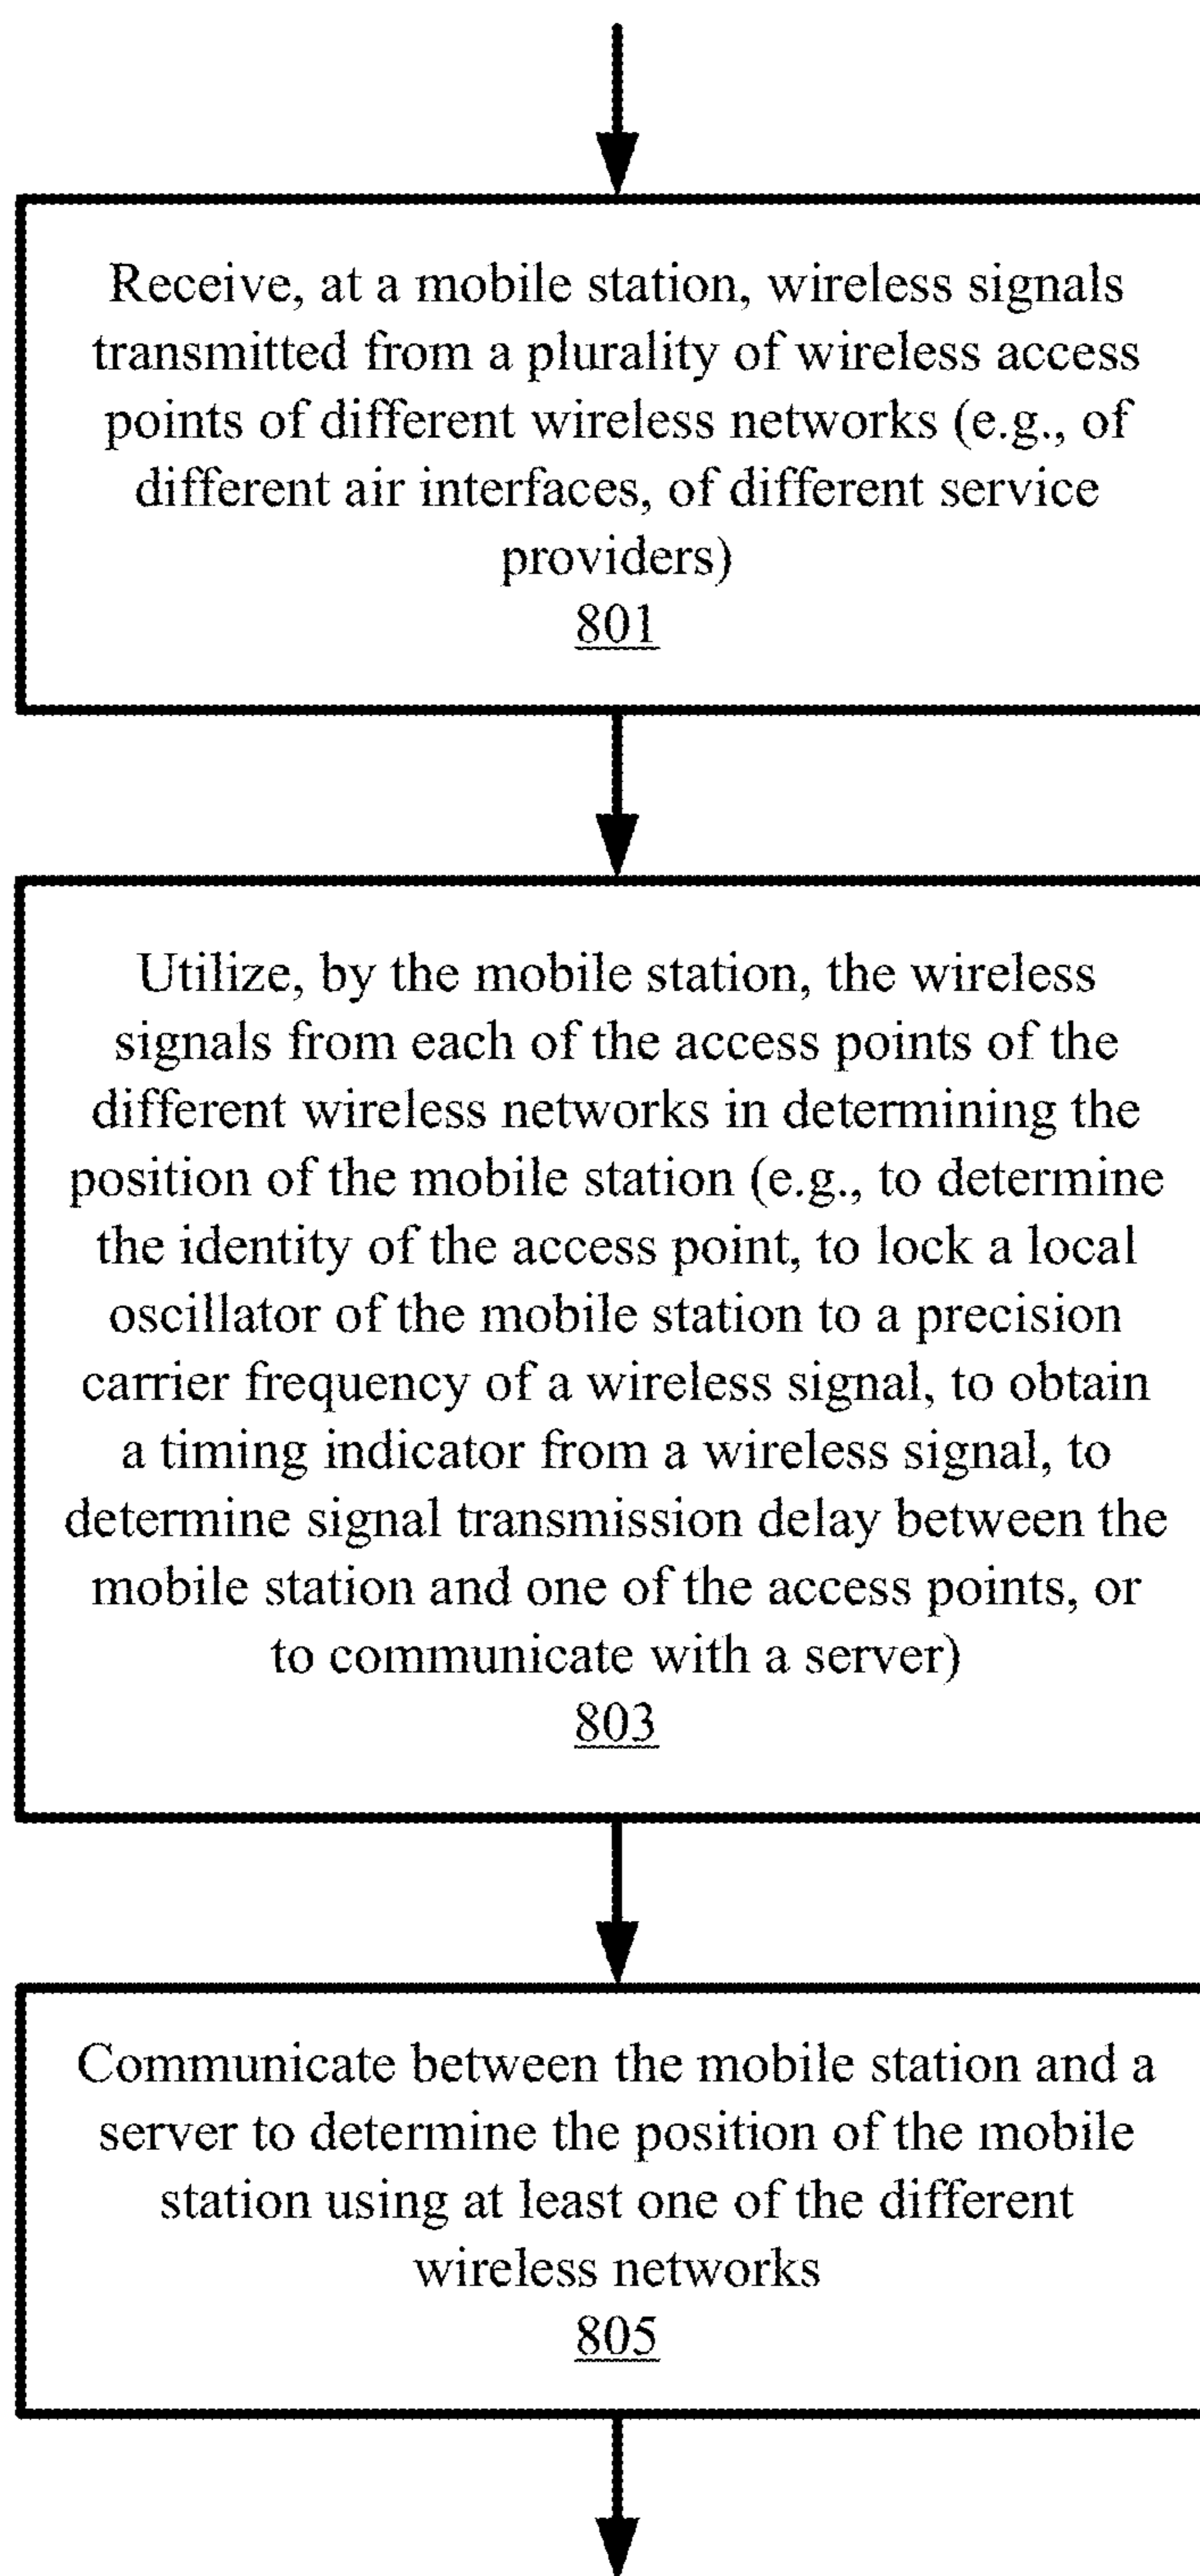 Receive, at a mobile station, wireless signals
transmitted from a plurality of wireless access
points of different wireless networks (e.g., of
different air interfaces, of different service
providers)
801
Utilize, by the mobile station, the wireless
signals from each of the access points of the
different wireless networks in determining the
position of the mobile station (e.g., to determine
the identity of the access point, to lock a local
oscillator of the mobile station to a precision
carrier frequency of a wireless signal, to obtain
a timing indicator from a wireless signal, to
determine signal transmission delay between the
mobile station and one of the access points, or
to communicate with a server)
803
Communicate between the mobile station and a
server to determine the position of the mobile
station using at least one of the different
wireless networks
805